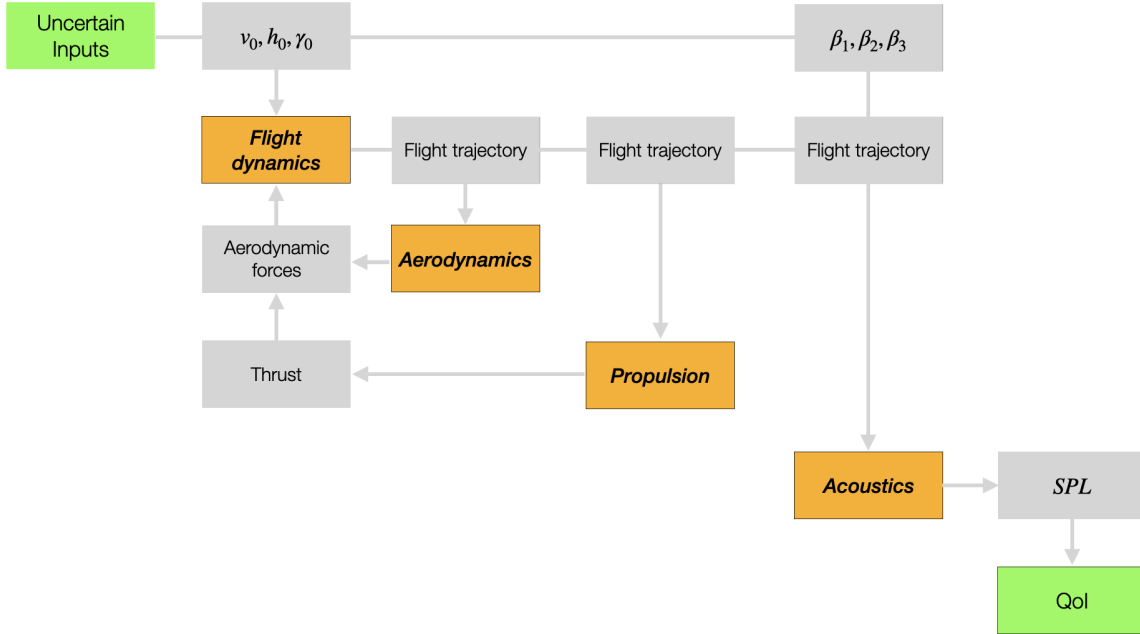 Uncertain
Inputs
v₀, h₀, γ₀
β₁, β₂, β₃
Flight
dynamics
Flight trajectory
Flight trajectory
Flight trajectory
Aerodynamic
forces
Aerodynamics
Thrust
Propulsion
Acoustics
SPL
QoI